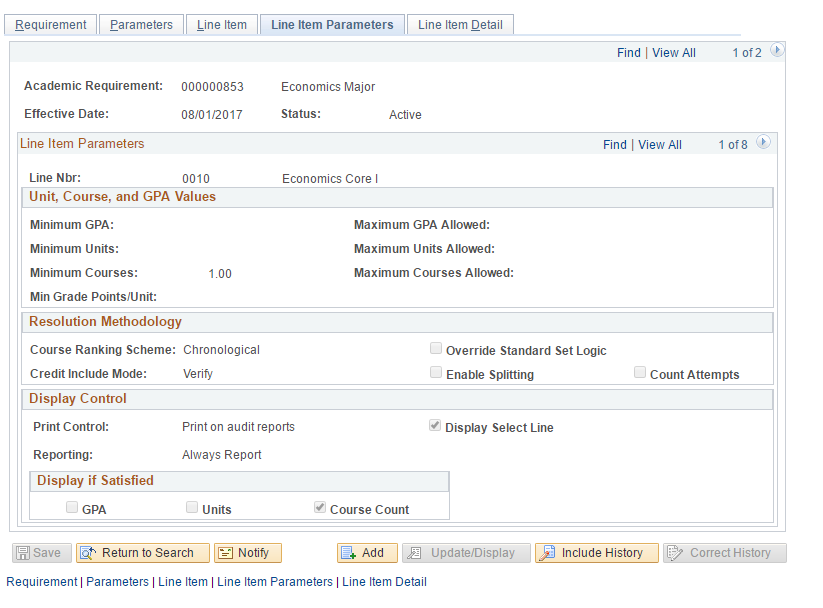 Requirement Parameters Line Item Line Item Parameters Line Item Detail
Find | View All 1 of 2
Academic Requirement: 000000853 Economics Major
Effective Date: 08/01/2017 Status: Active
Line Item Parameters Find | View All 1 of 8
Line Nbr: 0010 Economics Core I
Unit, Course, and GPA Values
Minimum GPA: Maximum GPA Allowed:
Minimum Units: Maximum Units Allowed:
Minimum Courses: 1.00 Maximum Courses Allowed:
Min Grade Points/Unit:
Resolution Methodology
Course Ranking Scheme: Chronological Override Standard Set Logic
Credit Include Mode: Verify Enable Splitting Count Attempts
Display Control
Print Control: Print on audit reports Display Select Line
Reporting: Always Report
Display if Satisfied
GPA Units Course Count
Save Return to Search Notify Add Update/Display Include History Correct History
Requirement | Parameters | Line Item | Line Item Parameters | Line Item Detail